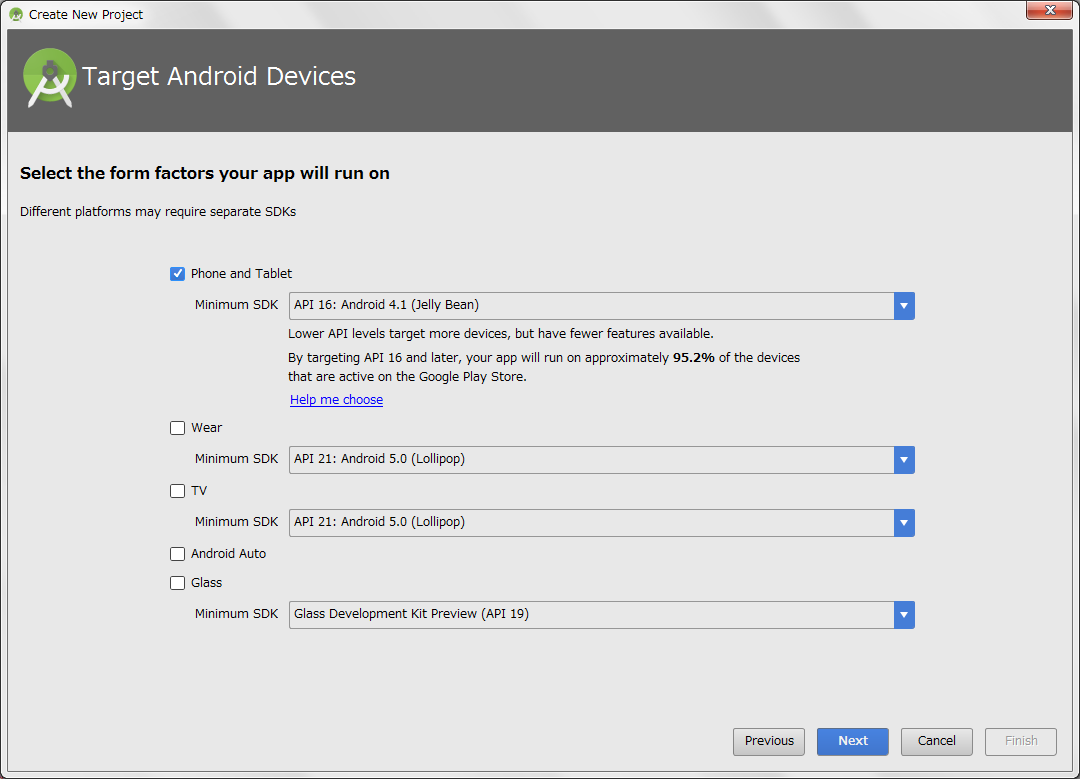 Create New Project
Target Android Devices
Select the form factors your app will run on
Different platforms may require separate SDKs
Phone and Tablet
Minimum SDK API 16: Android 4.1 (Jelly Bean)
Lower API levels target more devices, but have fewer features available.
By targeting API 16 and later, your app will run on approximately 95.2% of the devices
that are active on the Google Play Store.
Help me choose
Wear
Minimum SDK API 21: Android 5.0 (Lollipop)
TV
Minimum SDK API 21: Android 5.0 (Lollipop)
Android Auto
Glass
Minimum SDK Glass Development Kit Preview (API 19)
Previous Next Cancel Finish